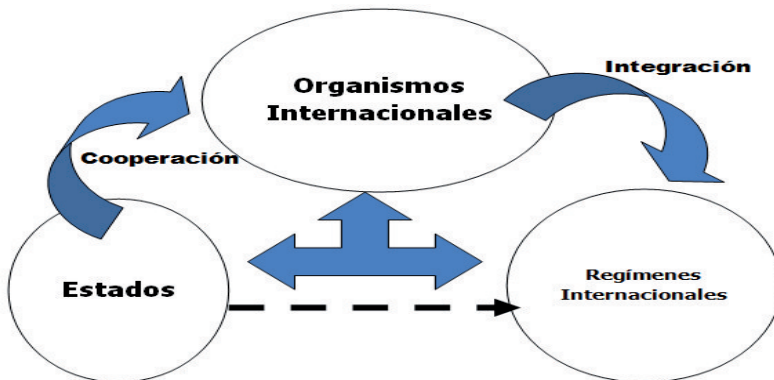 Organismos
Internacionales
Integración
Cooperación
Estados
Regímenes
Internacionales